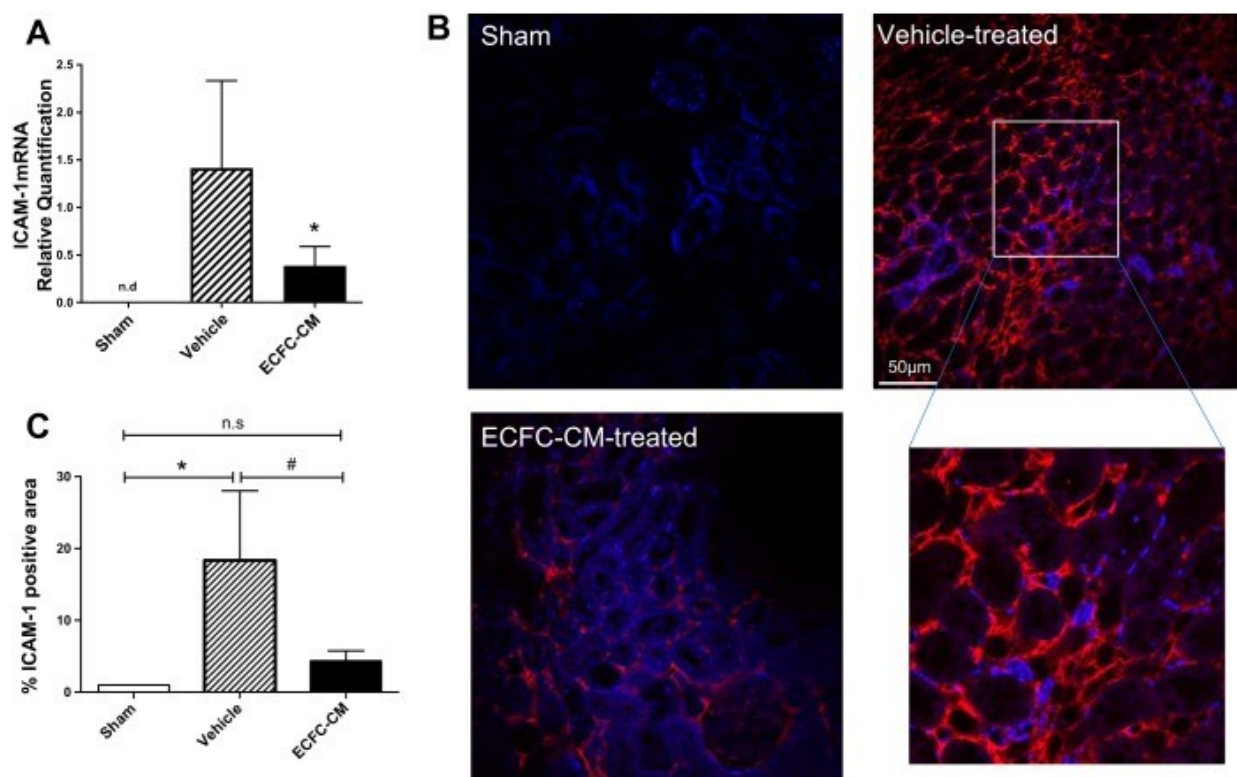 A
ICAM-1mRNA
Relative Quantification
2.5
2.0
1.5
1.0
0.5
0.0
n.d
*
Sham
Vehicle
ECFC-CM
B
Sham
Vehicle-treated
50µm
ECFC-CM-treated
C
% ICAM-1 positive area
30
20
10
0
n.s
* #
Sham
Vehicle
ECFC-CM